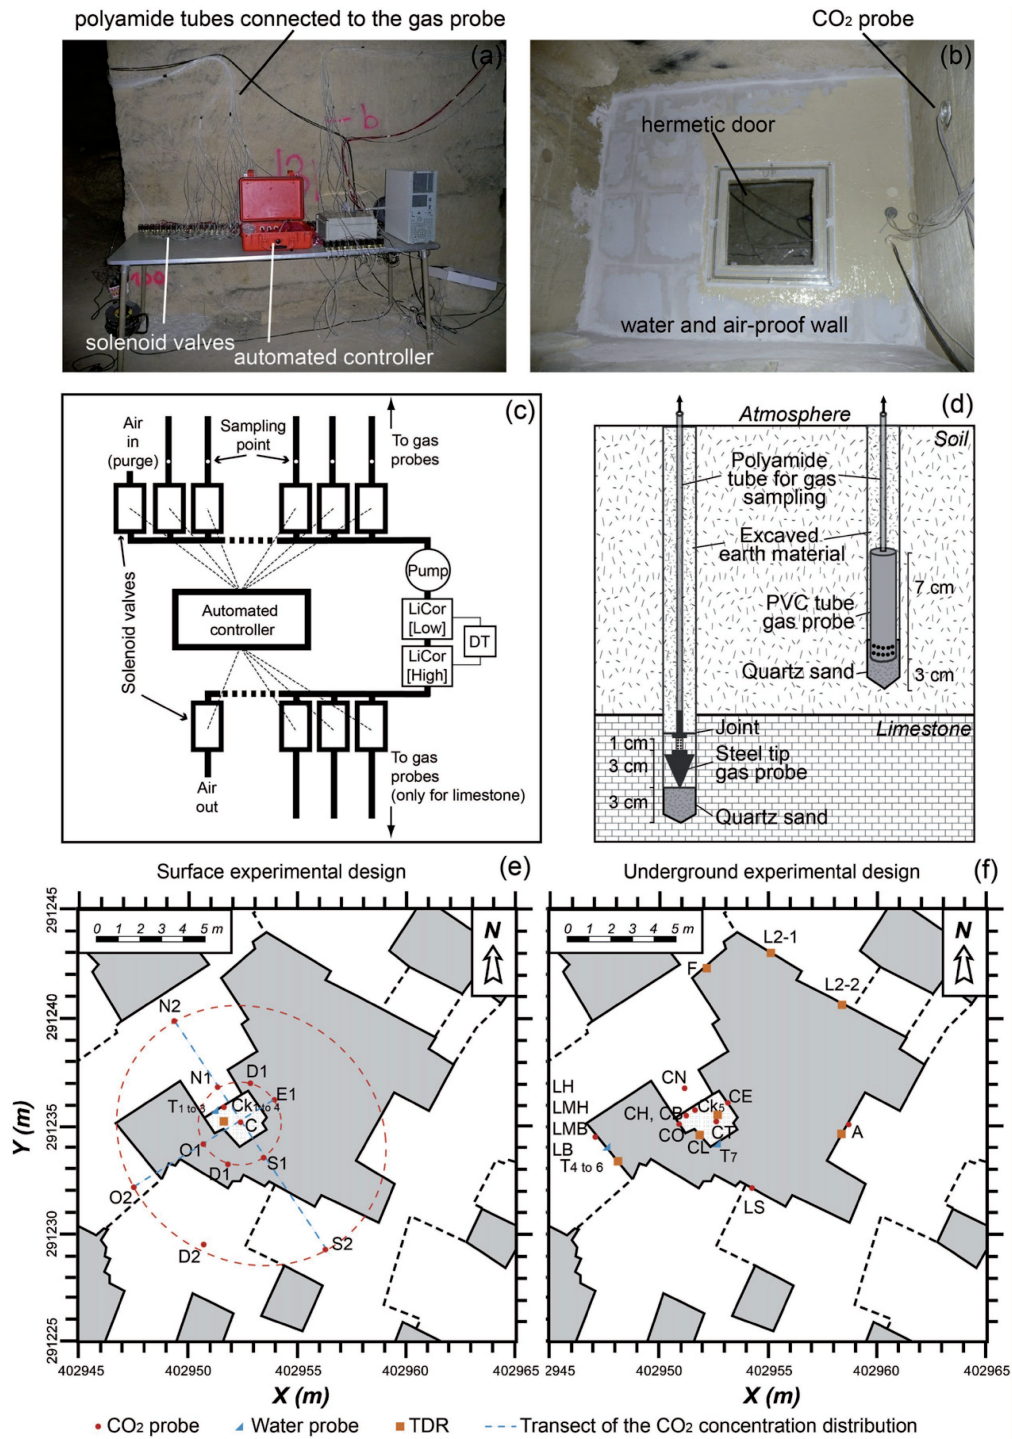 polyamide tubes connected to the gas probe
CO2 probe
(a)
(b)
b
hermetic door
solenoid valves
automated controller
water and air-proof wall
(c)
Air
in
(purge)
Sampling
point
To gas
probes
Solenoid valves
Automated
controller
Pump
LiCor
[Low]
DT
LiCor
[High]
Air
out
To gas
probes
(only for limestone)
(d)
Atmosphere
Soil
Polyamide
tube for gas
sampling
Excaved
earth material
7 cm
PVC tube
gas probe
Quartz sand
3 cm
Limestone
Joint
1 cm
Steel tip
3 cm
gas probe
3 cm
Quartz sand
Surface experimental design
(e)
0 1 2 3 4 5 m
N
N2
N1
D1
E1
T1 to 3
Ck1 to 4
C
O1
D1
S1
O2
D2
S2
291245
291240
291235
291230
291225
Y (m)
402945 402950 402955 402960 402965
X (m)
Underground experimental design
(f)
0 1 2 3 4 5 m
N
L2-1
F
L2-2
CN
LH
CE
LMH
CH, CB
Ck5
LMB
CO
CT
A
LB
CL
T7
T4 to 6
LS
2945 402950 402955 402960 402965
X (m)
CO2 probe Water probe TDR Transect of the CO2 concentration distribution